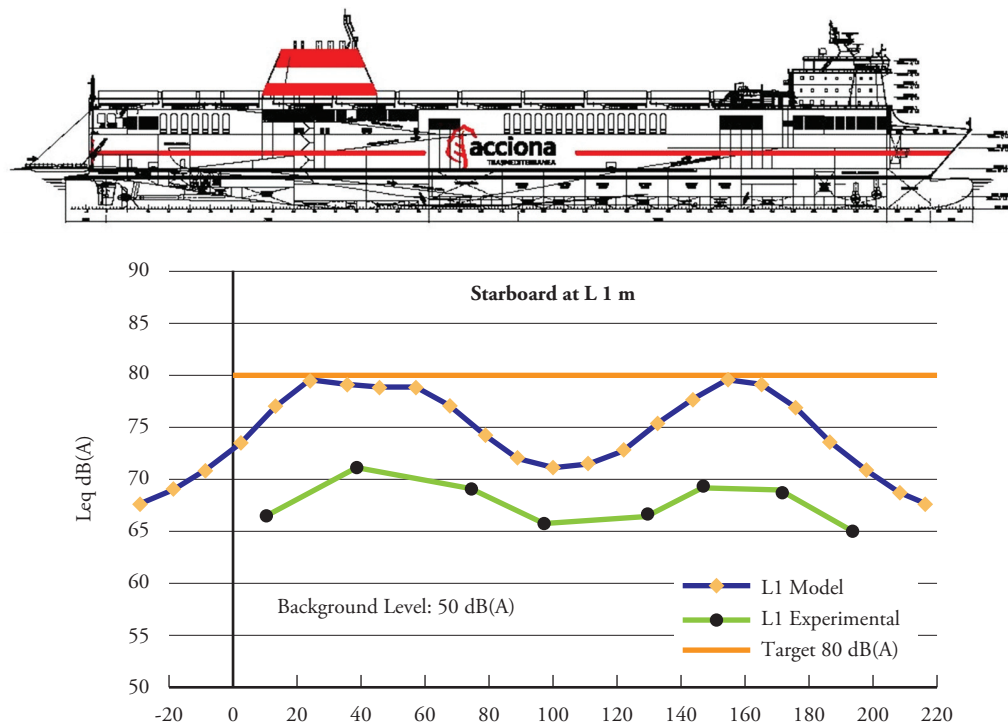 acciona
TRASMEDITERRANEA
90
Starboard at L 1 m
85
80
75
Leq dB(A)
70
65
60
L1 Model
Background Level: 50 dB(A)
L1 Experimental
55
Target 80 dB(A)
50
-20 0 20 40 60 80 100 120 140 160 180 200 220